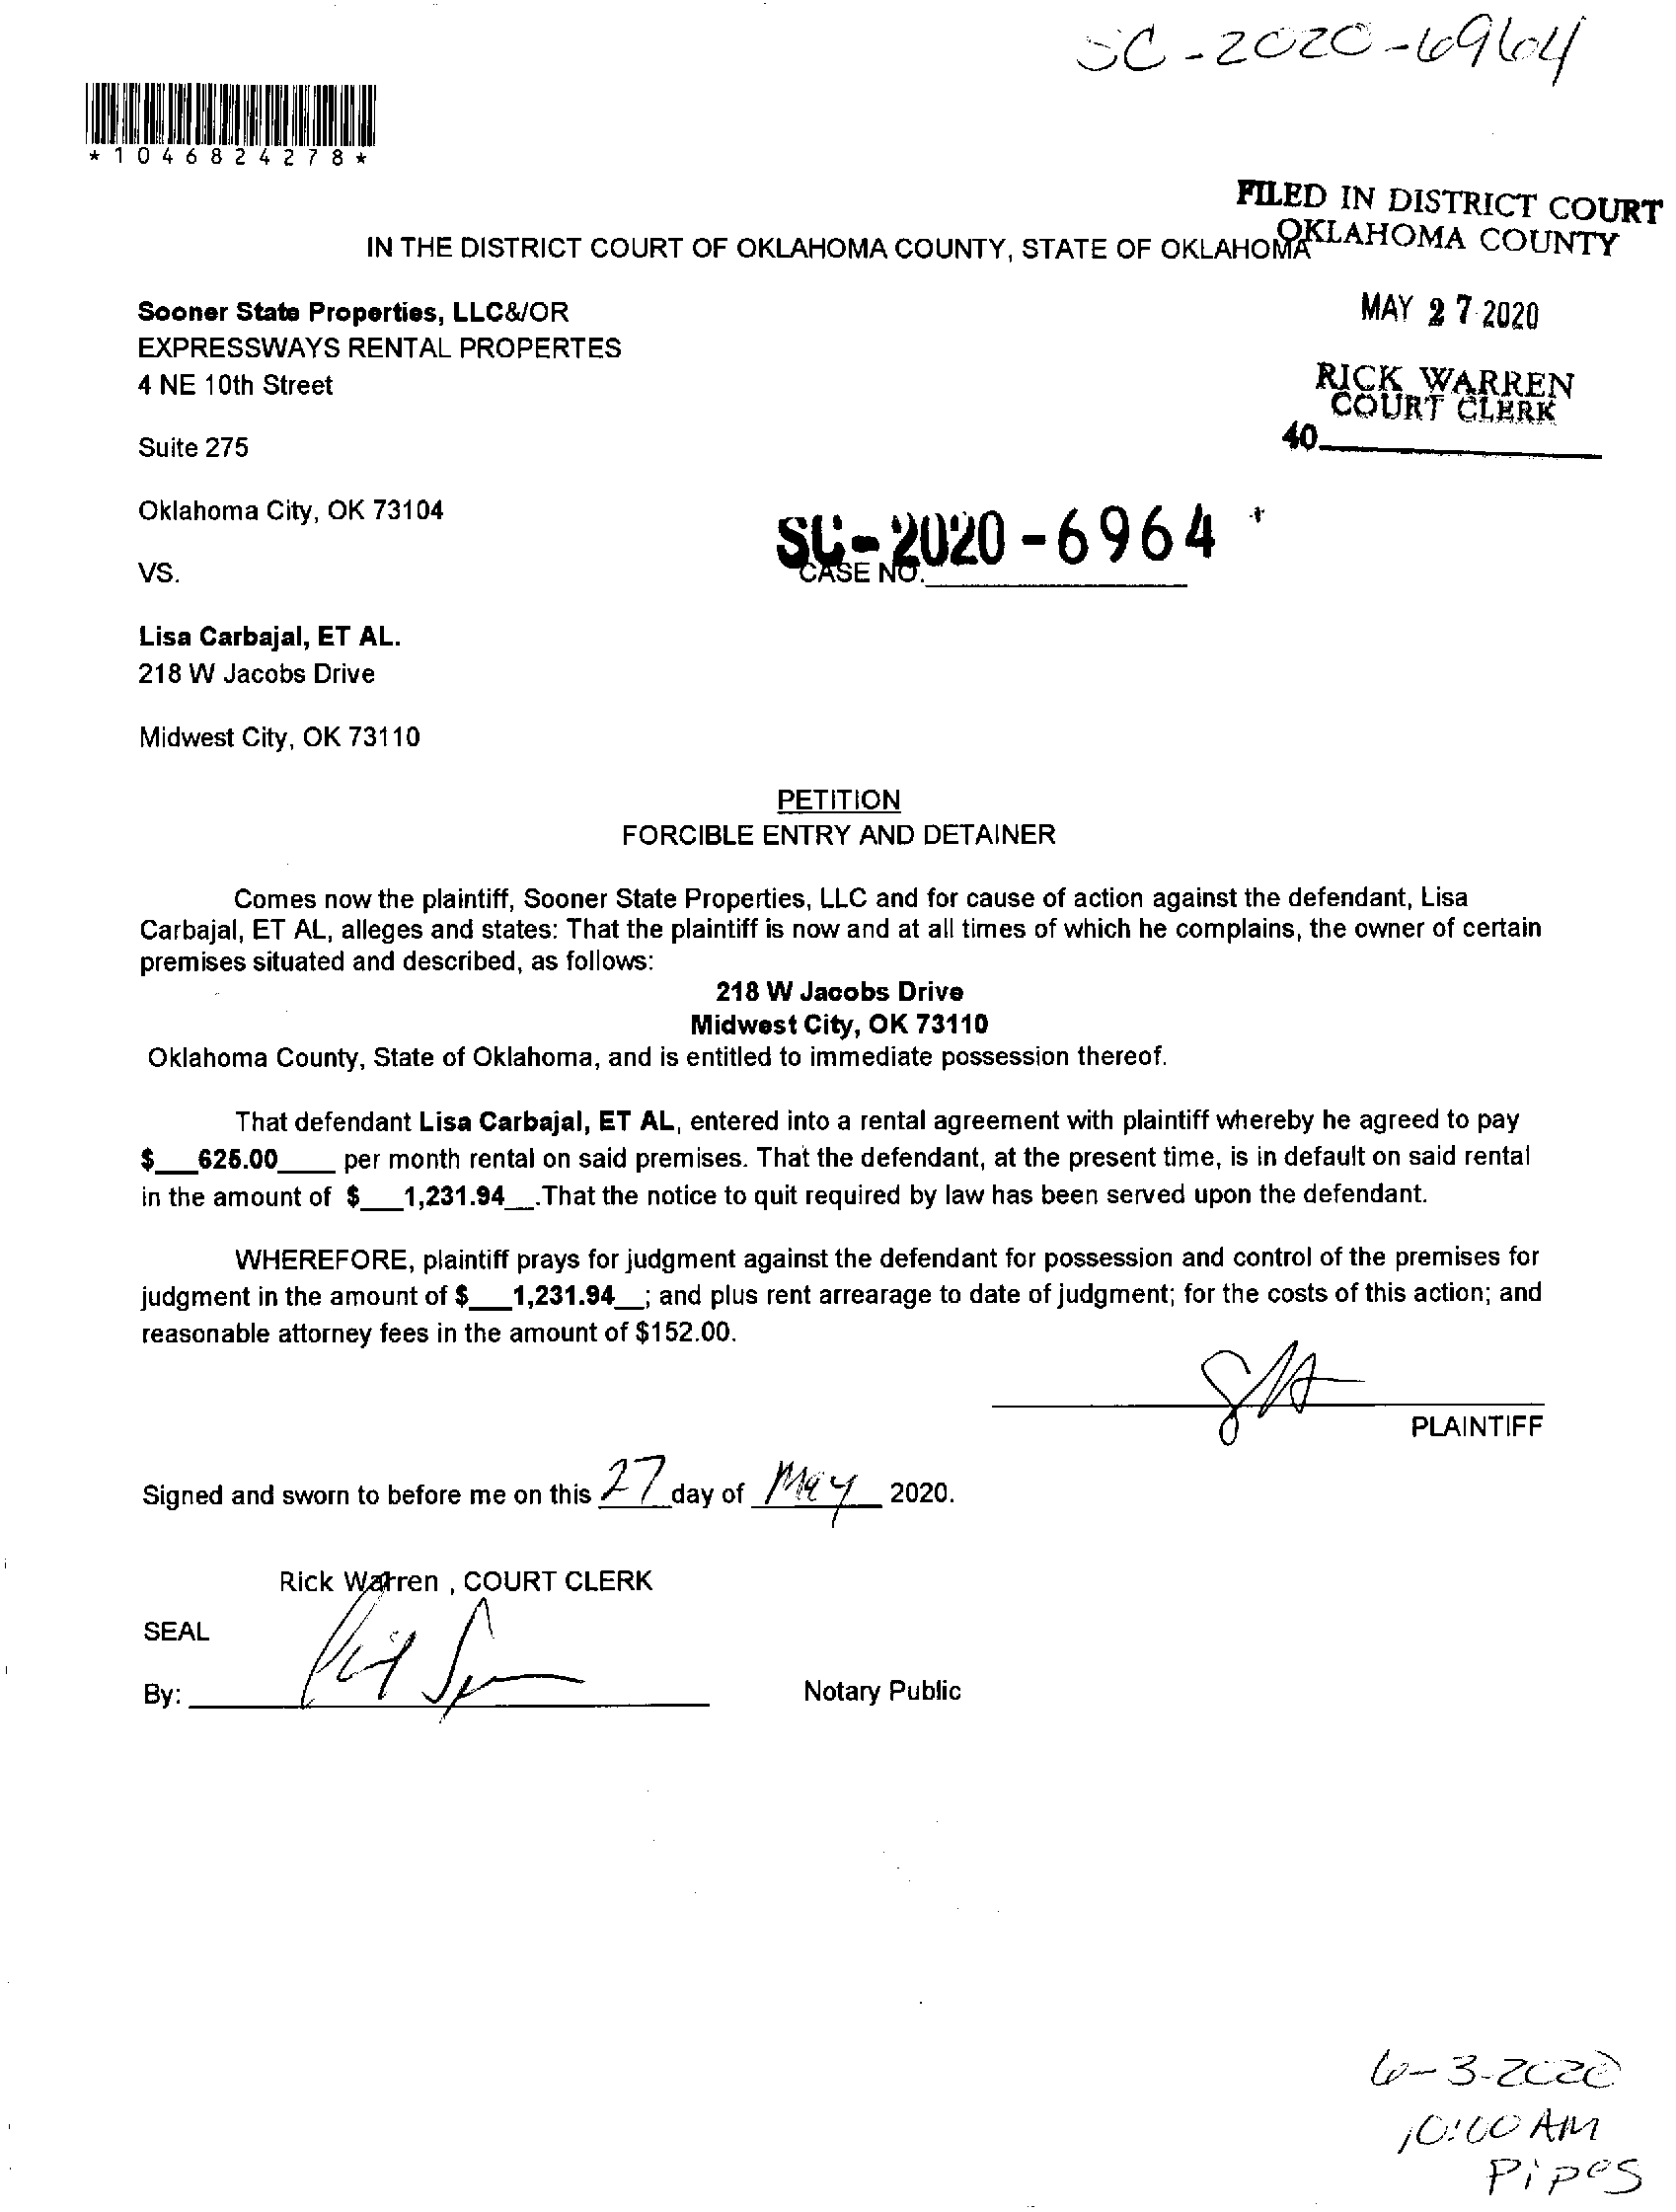 SC-2020-6964
*1046824278*
FILED IN DISTRICT COURT
OKLAHOMA COUNTY
IN THE DISTRICT COURT OF OKLAHOMA COUNTY, STATE OF OKLAHOMA
MAY 27 2020
RICK WARREN
COURT CLERK
40
Sooner State Properties, LLC&/OR
EXPRESSWAYS RENTAL PROPERTES
4 NE 10th Street
Suite 275
Oklahoma City, OK 73104
SC-2020-6964
CASE NO.
VS.
Lisa Carbajal, ET AL.
218 W Jacobs Drive
Midwest City, OK 73110
PETITION
FORCIBLE ENTRY AND DETAINER
Comes now the plaintiff, Sooner State Properties, LLC and for cause of action against the defendant, Lisa
Carbajal, ET AL, alleges and states: That the plaintiff is now and at all times of which he complains, the owner of certain
premises situated and described, as follows:
218 W Jacobs Drive
Midwest City, OK 73110
Oklahoma County, State of Oklahoma, and is entitled to immediate possession thereof.
That defendant Lisa Carbajal, ET AL, entered into a rental agreement with plaintiff whereby he agreed to pay
$___625.00____ per month rental on said premises. That the defendant, at the present time, is in default on said rental
in the amount of $___1,231.94__.That the notice to quit required by law has been served upon the defendant.
WHEREFORE, plaintiff prays for judgment against the defendant for possession and control of the premises for
judgment in the amount of $___1,231.94__; and plus rent arrearage to date of judgment; for the costs of this action; and
reasonable attorney fees in the amount of $152.00.
PLAINTIFF
Signed and sworn to before me on this 27 day of May 2020.
Rick Warren , COURT CLERK
SEAL
By: Notary Public
6-3-2020
10:00 AM
Pipes